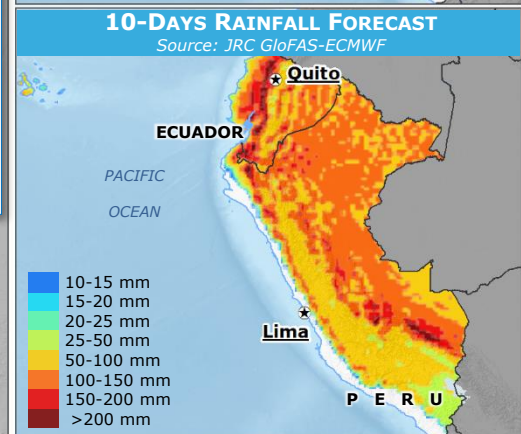 10-DAYS RAINFALL FORECAST
Source: JRC GloFAS-ECMWF
Quito
ECUADOR
PACIFIC
OCEAN
10-15 mm
15-20 mm
20-25 mm
25-50 mm
50-100 mm
100-150 mm
150-200 mm
>200 mm
Lima
PERU